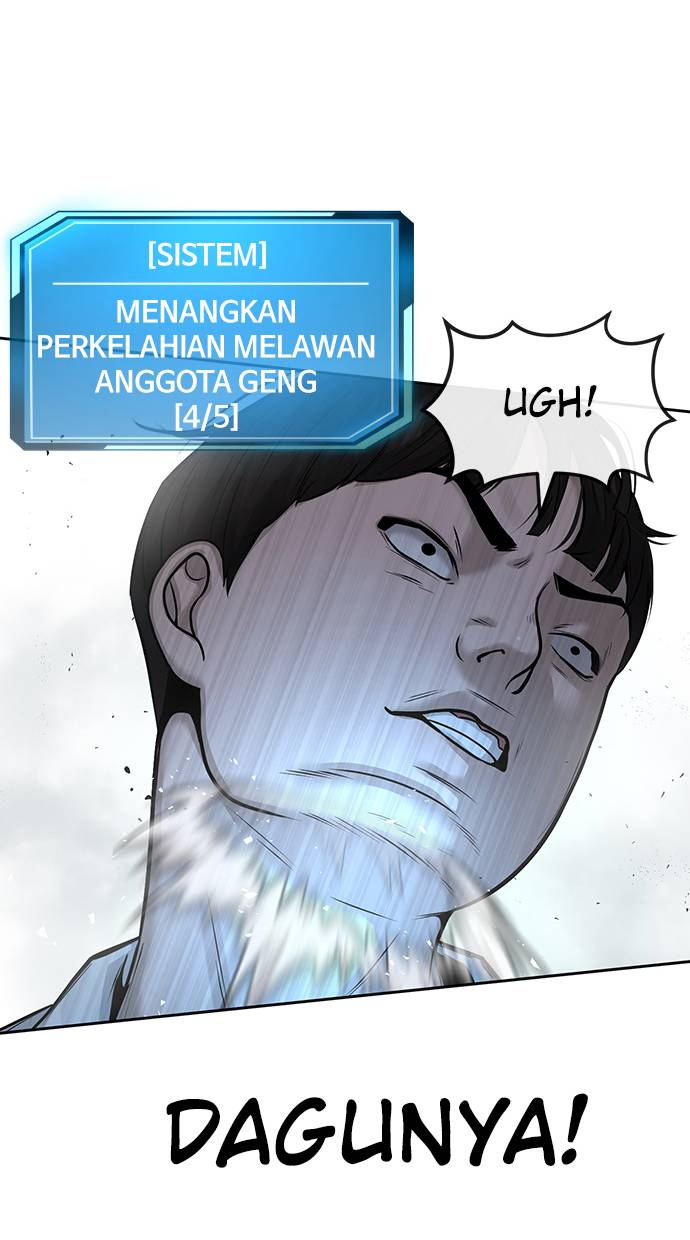 [SISTEM]
MENANGKAN
PERKELAHIAN MELAWAN
ANGGOTA GENG
[4/5]
UGH!
DAGUNYA!